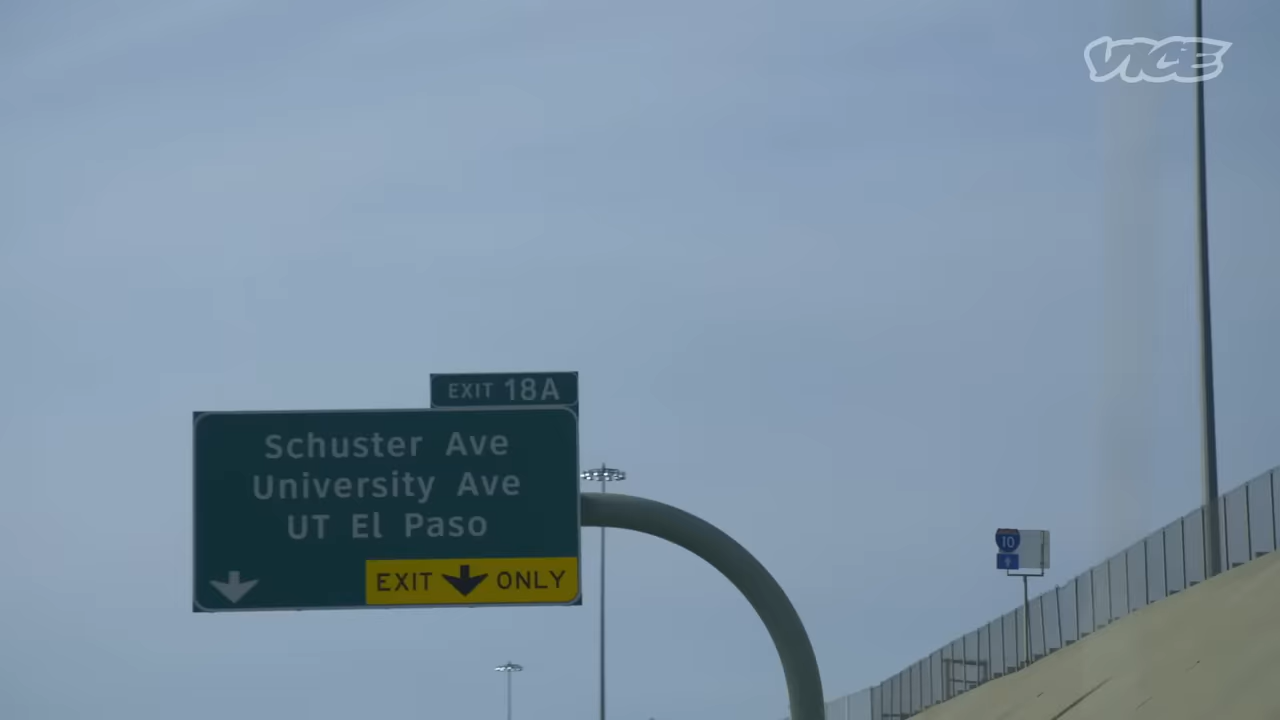 VICE
EXIT 18A
Schuster Ave
University Ave
UT El Paso
EXIT ONLY
10